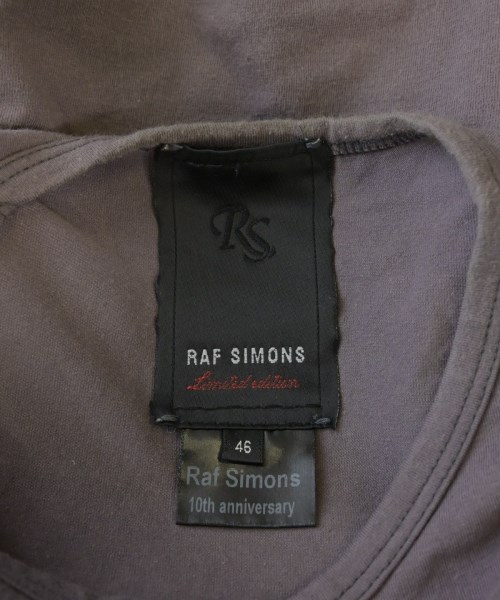 RS
RAF SIMONS
Limited edition
46
Raf Simons
10th anniversary